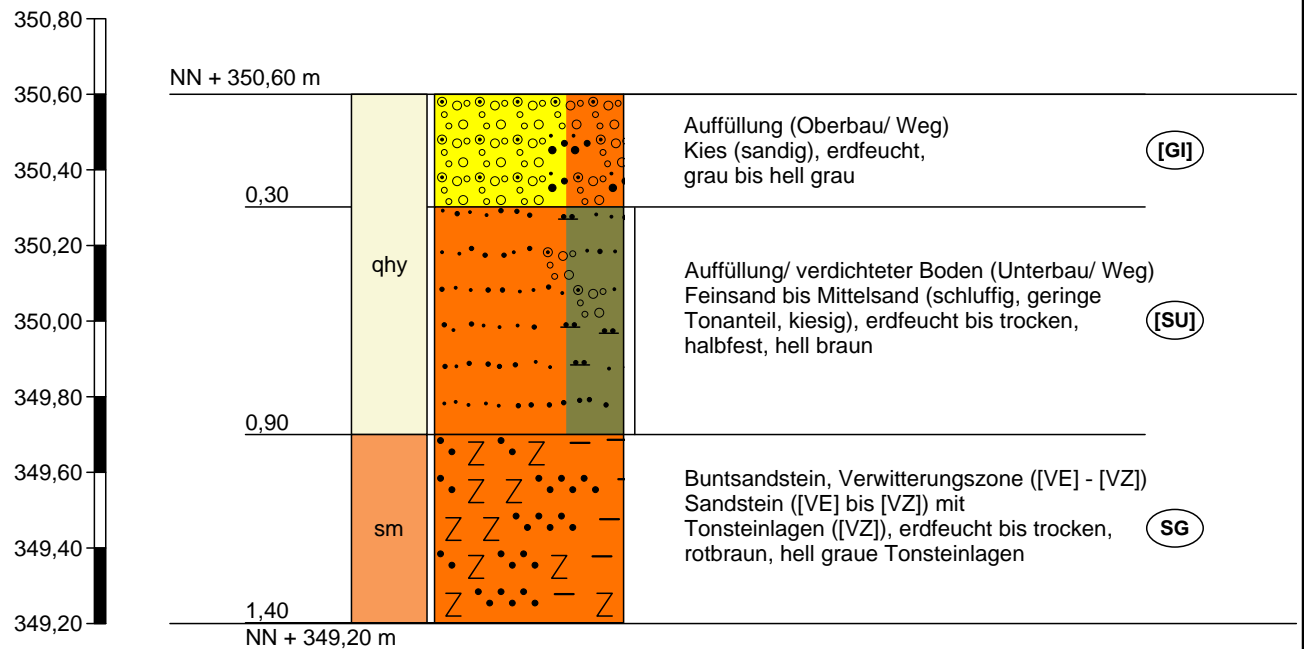 350,80
NN + 350,60 m
350,60
Auffüllung (Oberbau/ Weg)
Kies (sandig), erdfeucht,
grau bis hell grau
[GI]
350,40
0,30
350,20
qhy
Auffüllung/ verdichteter Boden (Unterbau/ Weg)
Feinsand bis Mittelsand (schluffig, geringe
Tonanteil, kiesig), erdfeucht bis trocken,
halbfest, hell braun
[SU]
350,00
349,80
0,90
349,60
sm
Buntsandstein, Verwitterungszone ([VE] - [VZ])
Sandstein ([VE] bis [VZ]) mit
Tonsteinlagen ([VZ]), erdfeucht bis trocken,
rotbraun, hell graue Tonsteinlagen
SG
349,40
1,40
349,20
NN + 349,20 m